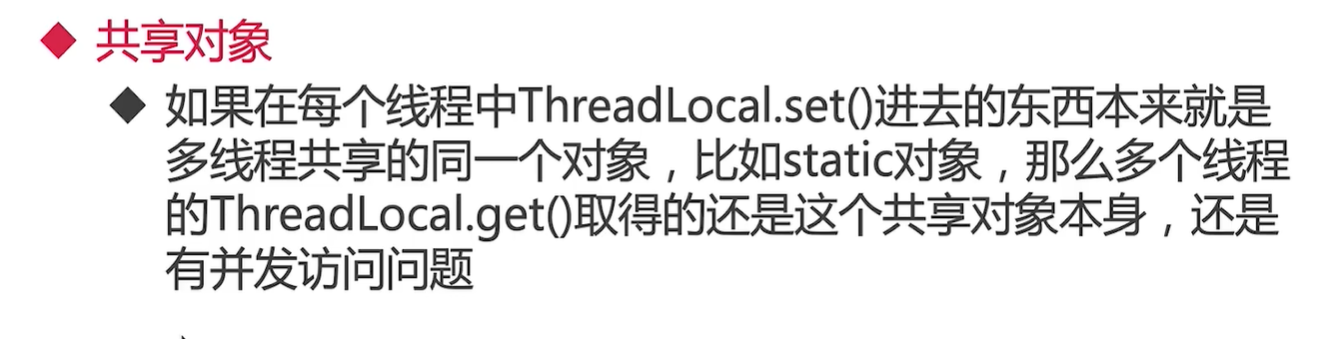 共享对象
如果在每个线程中ThreadLocal.set()进去的东西本来就是
多线程共享的同一个对象，比如static对象，那么多个线程
的ThreadLocal.get()取得的还是这个共享对象本身，还是
有并发访问问题